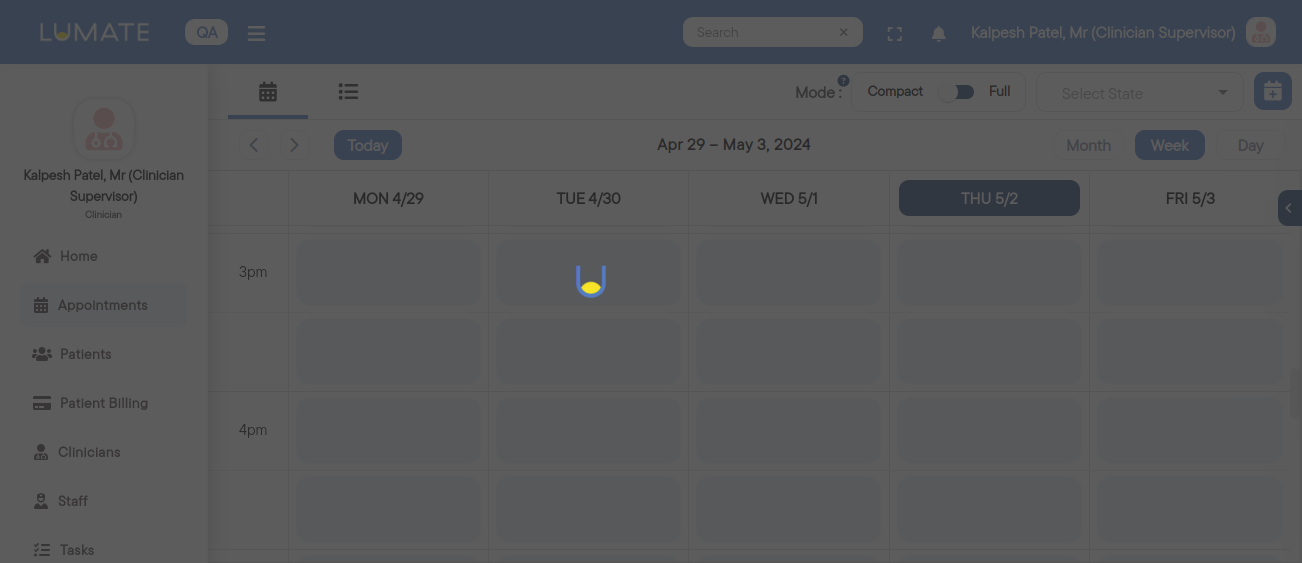 LUMATE QA Search × Kalpesh Patel, Mr (Clinician Supervisor)
Mode : ? Compact Full Select State
Kalpesh Patel, Mr (Clinician
Supervisor)
Clinician
Today Apr 29 – May 3, 2024 Month Week Day
MON 4/29 TUE 4/30 WED 5/1 THU 5/2 FRI 5/3
Home
3pm
Appointments
Patients
Patient Billing
4pm
Clinicians
Staff
Tasks